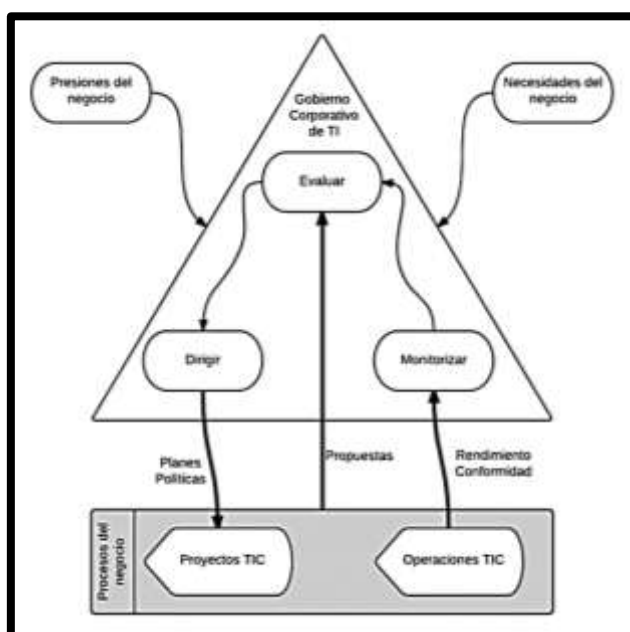 Presiones del
negocio
Necesidades del
negocio
Gobierno
Corporativo
de TI
Evaluar
Dirigir
Monitorizar
Planes
Políticas
Propuestas
Rendimiento
Conformidad
Procesos del
negocio
Proyectos TIC
Operaciones TIC